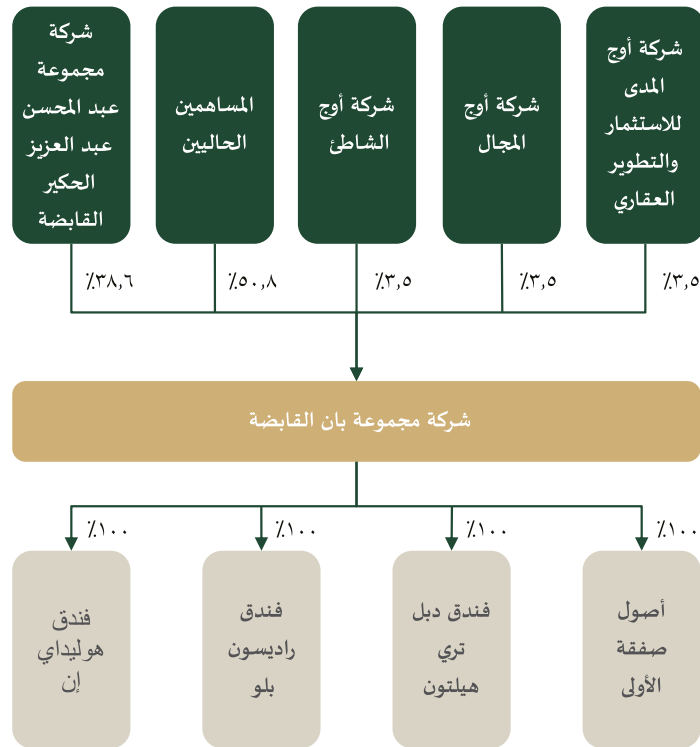 شركة أوج
المدى
للاستثمار
والتطوير
العقاري
شركة أوج
المجال
شركة أوج
الشاطئ
المساهمين
الحاليين
شركة
مجموعة
عبد المحسن
عبد العزيز
الحكير
القابضة
٪٣,٥
٪٣,٥
٪٣,٥
٪٥٠,٨
٪٣٨,٦
شركة مجموعة بان القابضة
٪١٠٠
٪١٠٠
٪١٠٠
٪١٠٠
أصول
صفقة
الأولى
فندق دبل
تري
هيلتون
فندق
راديسون
بلو
فندق
هوليداي
إن